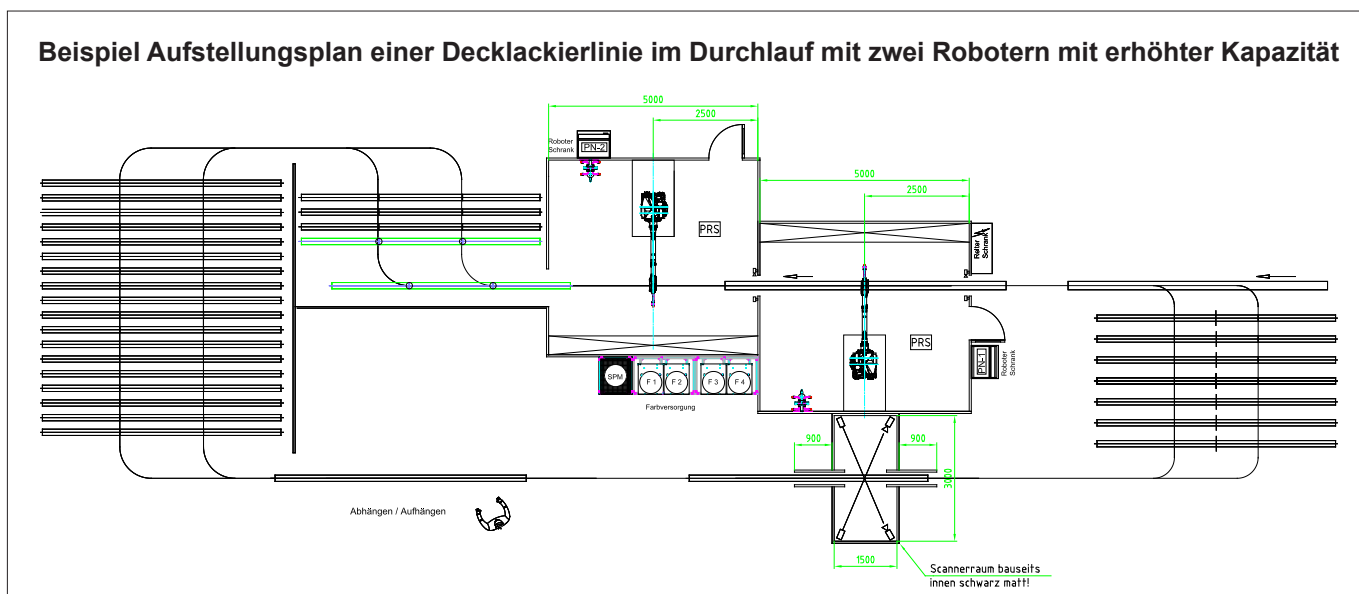 Beispiel Aufstellungsplan einer Decklackierlinie im Durchlauf mit zwei Robotern mit erhöhter Kapazität
5000
2500
Roboter
Schrank
PN-2
PRS
5000
2500
Reiter
Schrank
PRS
PN-1
Roboter
Schrank
SPM
F 1
F 2
F 3
F 4
Farbversorgung
900
900
3000
1500
Abhängen / Aufhängen
Scannerraum bauseits
innen schwarz matt!